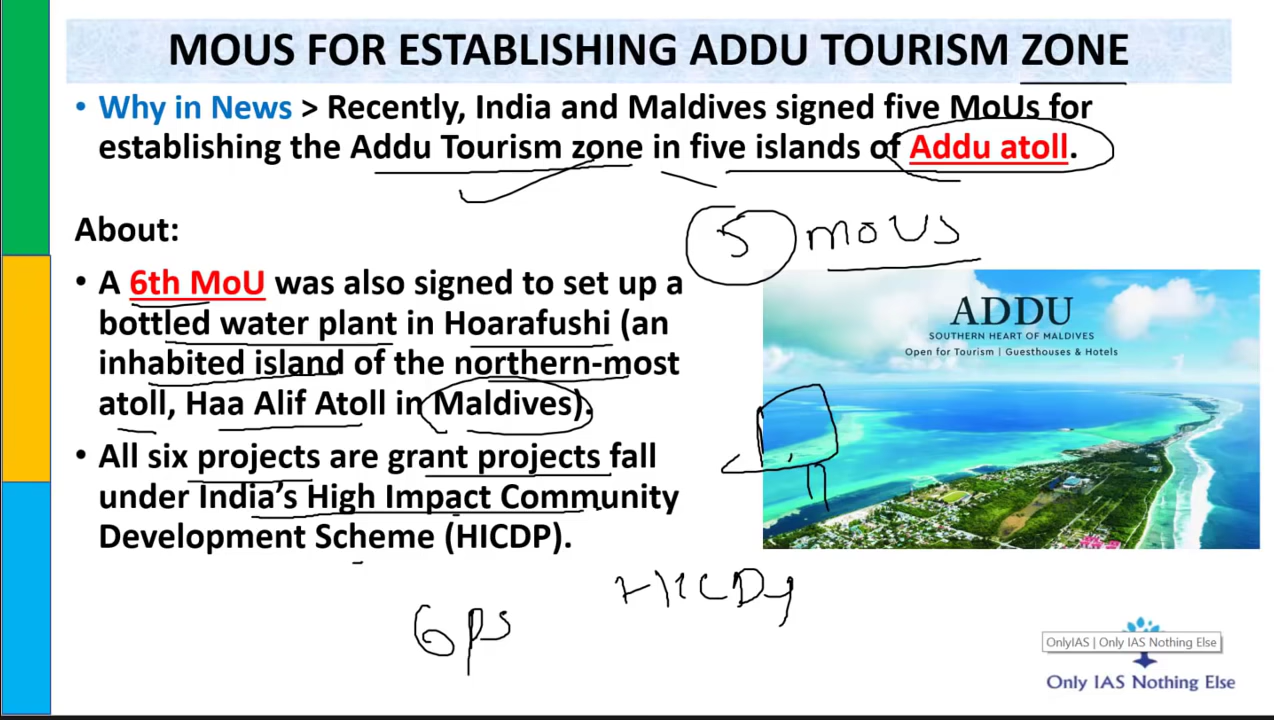 MOUS FOR ESTABLISHING ADDU TOURISM ZONE
• Why in News > Recently, India and Maldives signed five MoUs for
establishing the Addu Tourism zone in five islands of Addu atoll.
5 MOUS
About:
• A 6th MoU was also signed to set up a
bottled water plant in Hoarafushi (an
inhabited island of the northern-most
atoll, Haa Alif Atoll in Maldives).
• All six projects are grant projects fall
under India's High Impact Community
Development Scheme (HICDP).
ADDU
SOUTHERN HEART OF MALDIVES
Open for Tourism | Guesthouses & Hotels
HICDP
6 Ps
OnlyIAS | Only IAS Nothing Else
Only IAS Nothing Else